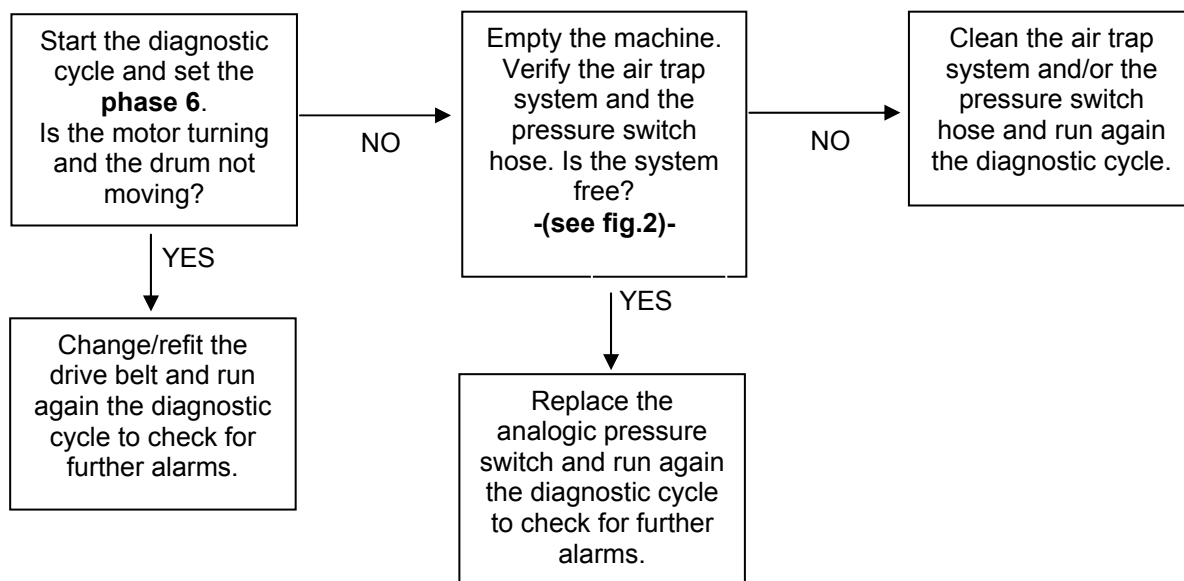 Start the diagnostic
cycle and set the
phase 6.
Is the motor turning
and the drum not
moving?
NO
Empty the machine.
Verify the air trap
system and the
pressure switch
hose. Is the system
free?
-(see fig.2)-
NO
Clean the air trap
system and/or the
pressure switch
hose and run again
the diagnostic cycle.
YES
Change/refit the
drive belt and run
again the diagnostic
cycle to check for
further alarms.
YES
Replace the
analogic pressure
switch and run again
the diagnostic cycle
to check for further
alarms.